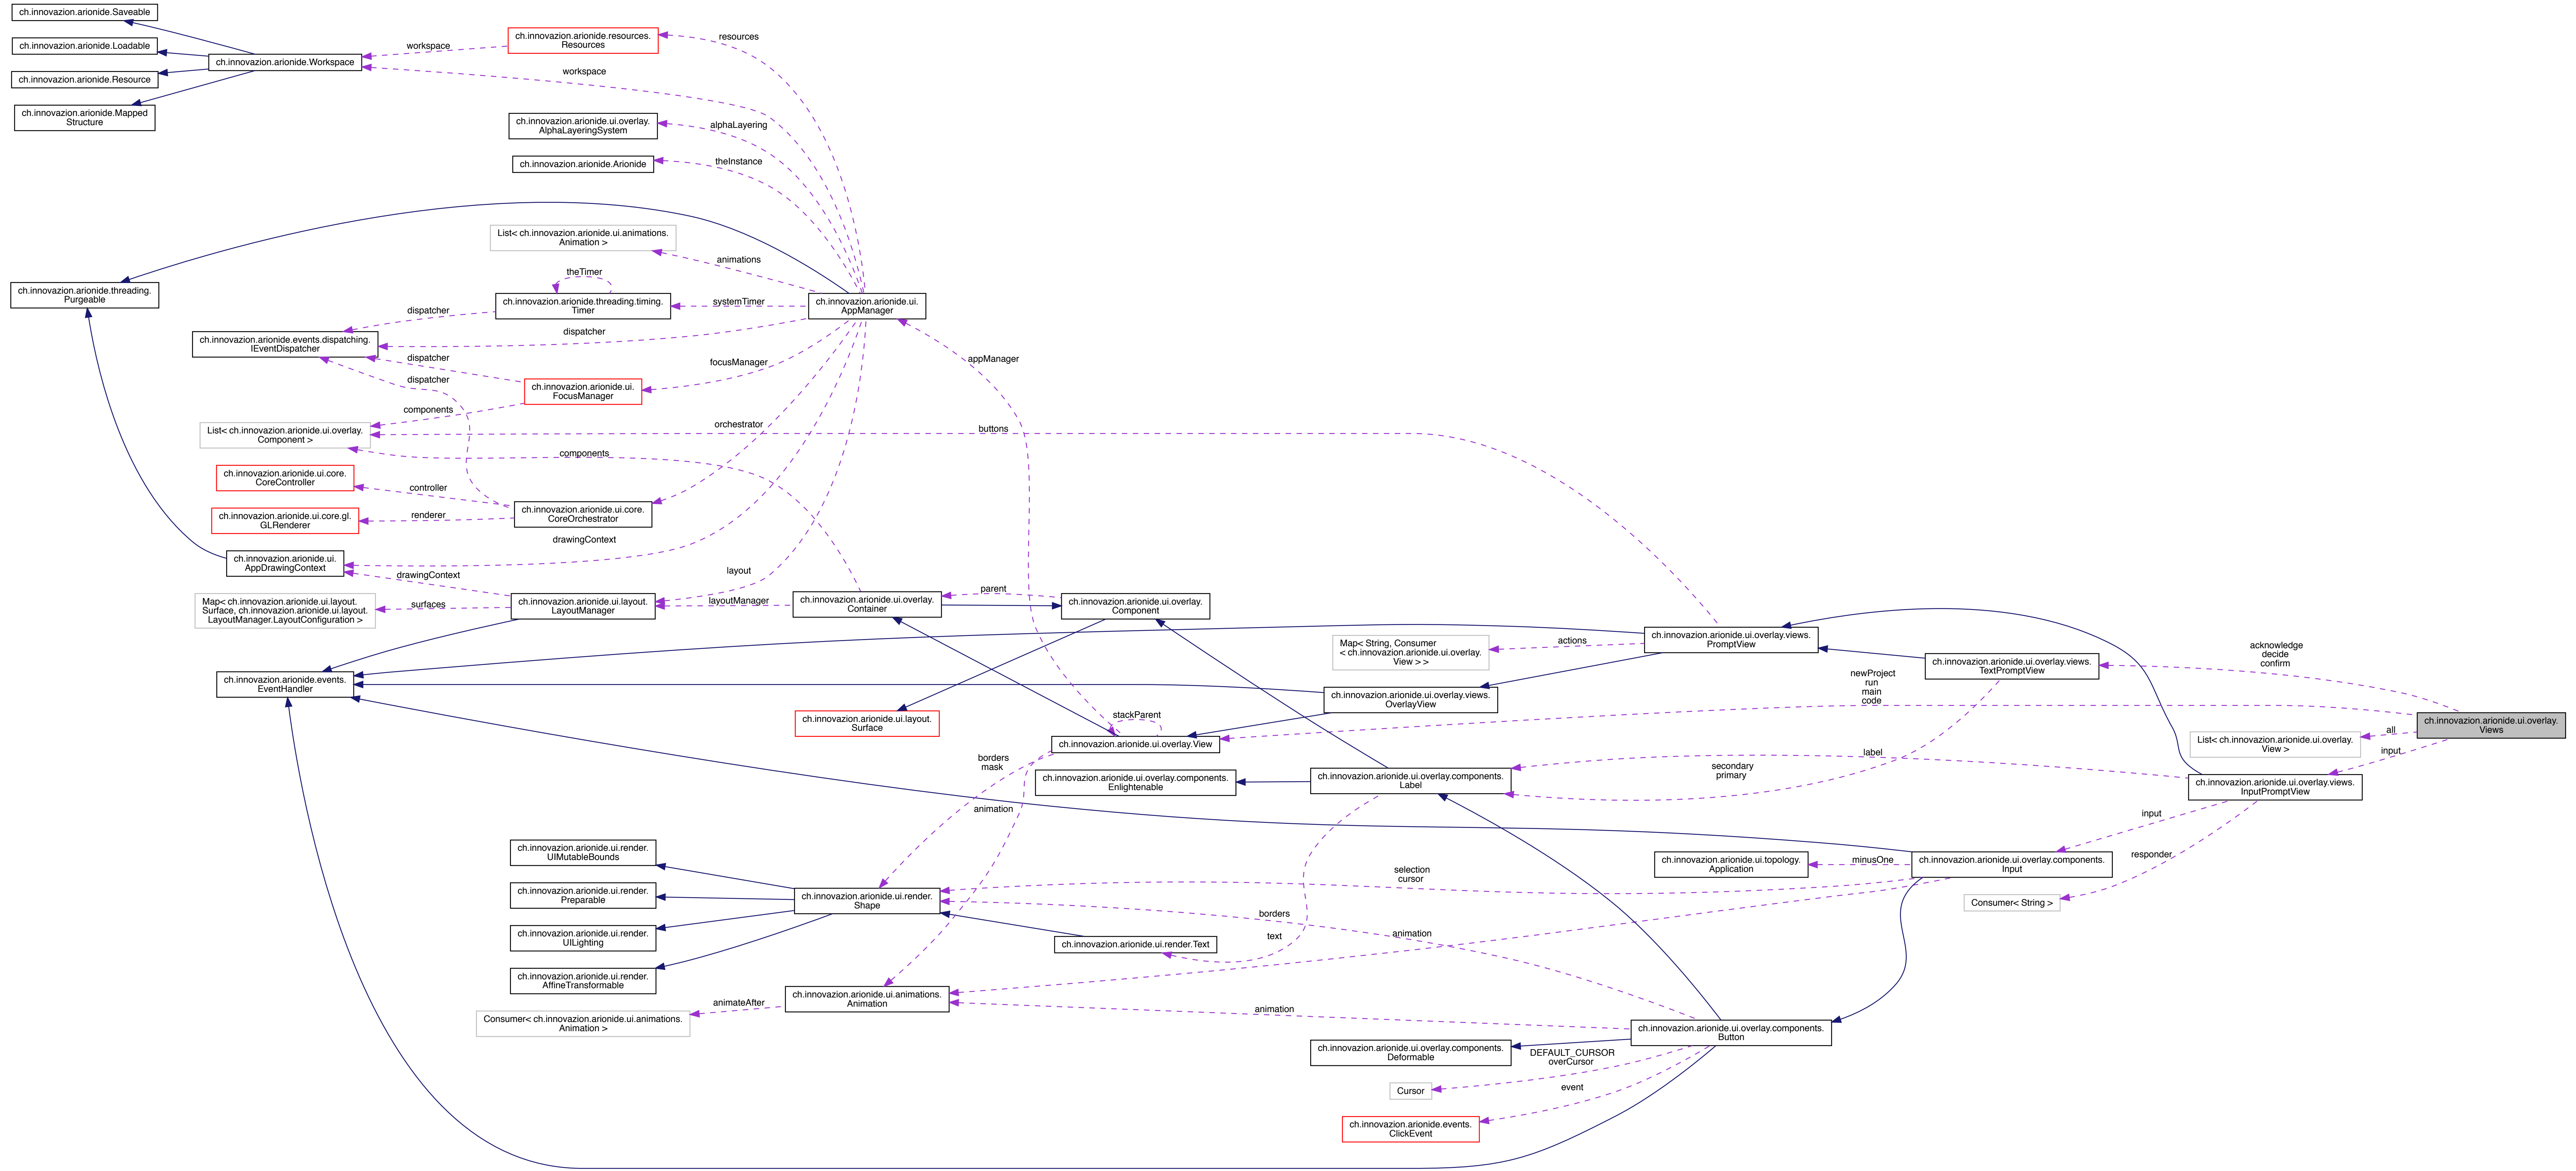 ch.innovazion.arionide.Saveable
ch.innovazion.arionide.Loadable
ch.innovazion.arionide.Resource
ch.innovazion.arionide.Mapped
Structure
ch.innovazion.arionide.Workspace
workspace
ch.innovazion.arionide.resources.
Resources
resources
workspace
ch.innovazion.arionide.ui.overlay.
AlphaLayeringSystem
alphaLayering
ch.innovazion.arionide.Arionide
theInstance
List< ch.innovazion.arionide.ui.animations.
Animation >
animations
ch.innovazion.arionide.threading.
Purgeable
theTimer
ch.innovazion.arionide.threading.timing.
Timer
systemTimer
ch.innovazion.arionide.ui.
AppManager
dispatcher
dispatcher
ch.innovazion.arionide.events.dispatching.
IEventDispatcher
dispatcher
focusManager
appManager
dispatcher
ch.innovazion.arionide.ui.
FocusManager
components
List< ch.innovazion.arionide.ui.overlay.
Component >
orchestrator
buttons
components
ch.innovazion.arionide.ui.core.
CoreController
controller
ch.innovazion.arionide.ui.core.gl.
GLRenderer
renderer
ch.innovazion.arionide.ui.core.
CoreOrchestrator
drawingContext
ch.innovazion.arionide.ui.
AppDrawingContext
drawingContext
layout
Map< ch.innovazion.arionide.ui.layout.
Surface, ch.innovazion.arionide.ui.layout.
LayoutManager.LayoutConfiguration >
surfaces
ch.innovazion.arionide.ui.layout.
LayoutManager
layoutManager
ch.innovazion.arionide.ui.overlay.
Container
parent
ch.innovazion.arionide.ui.overlay.
Component
Map< String, Consumer
< ch.innovazion.arionide.ui.overlay.
View > >
actions
ch.innovazion.arionide.ui.overlay.views.
PromptView
ch.innovazion.arionide.ui.overlay.views.
TextPromptView
acknowledge
decide
confirm
ch.innovazion.arionide.events.
EventHandler
ch.innovazion.arionide.ui.overlay.views.
OverlayView
newProject
run
main
code
ch.innovazion.arionide.ui.layout.
Surface
stackParent
ch.innovazion.arionide.ui.overlay.View
ch.innovazion.arionide.ui.overlay.
Views
all
List< ch.innovazion.arionide.ui.overlay.
View >
input
label
borders
mask
ch.innovazion.arionide.ui.overlay.components.
Enlightenable
ch.innovazion.arionide.ui.overlay.components.
Label
secondary
primary
ch.innovazion.arionide.ui.overlay.views.
InputPromptView
animation
input
ch.innovazion.arionide.ui.render.
UIMutableBounds
ch.innovazion.arionide.ui.render.
Preparable
ch.innovazion.arionide.ui.render.
UILighting
ch.innovazion.arionide.ui.render.
AffineTransformable
ch.innovazion.arionide.ui.render.
Shape
ch.innovazion.arionide.ui.topology.
Application
minusOne
ch.innovazion.arionide.ui.overlay.components.
Input
responder
selection
cursor
Consumer< String >
borders
text
animation
ch.innovazion.arionide.ui.render.Text
ch.innovazion.arionide.ui.animations.
Animation
animateAfter
Consumer< ch.innovazion.arionide.ui.animations.
Animation >
animation
ch.innovazion.arionide.ui.overlay.components.
Button
ch.innovazion.arionide.ui.overlay.components.
Deformable
DEFAULT_CURSOR
overCursor
Cursor
event
ch.innovazion.arionide.events.
ClickEvent